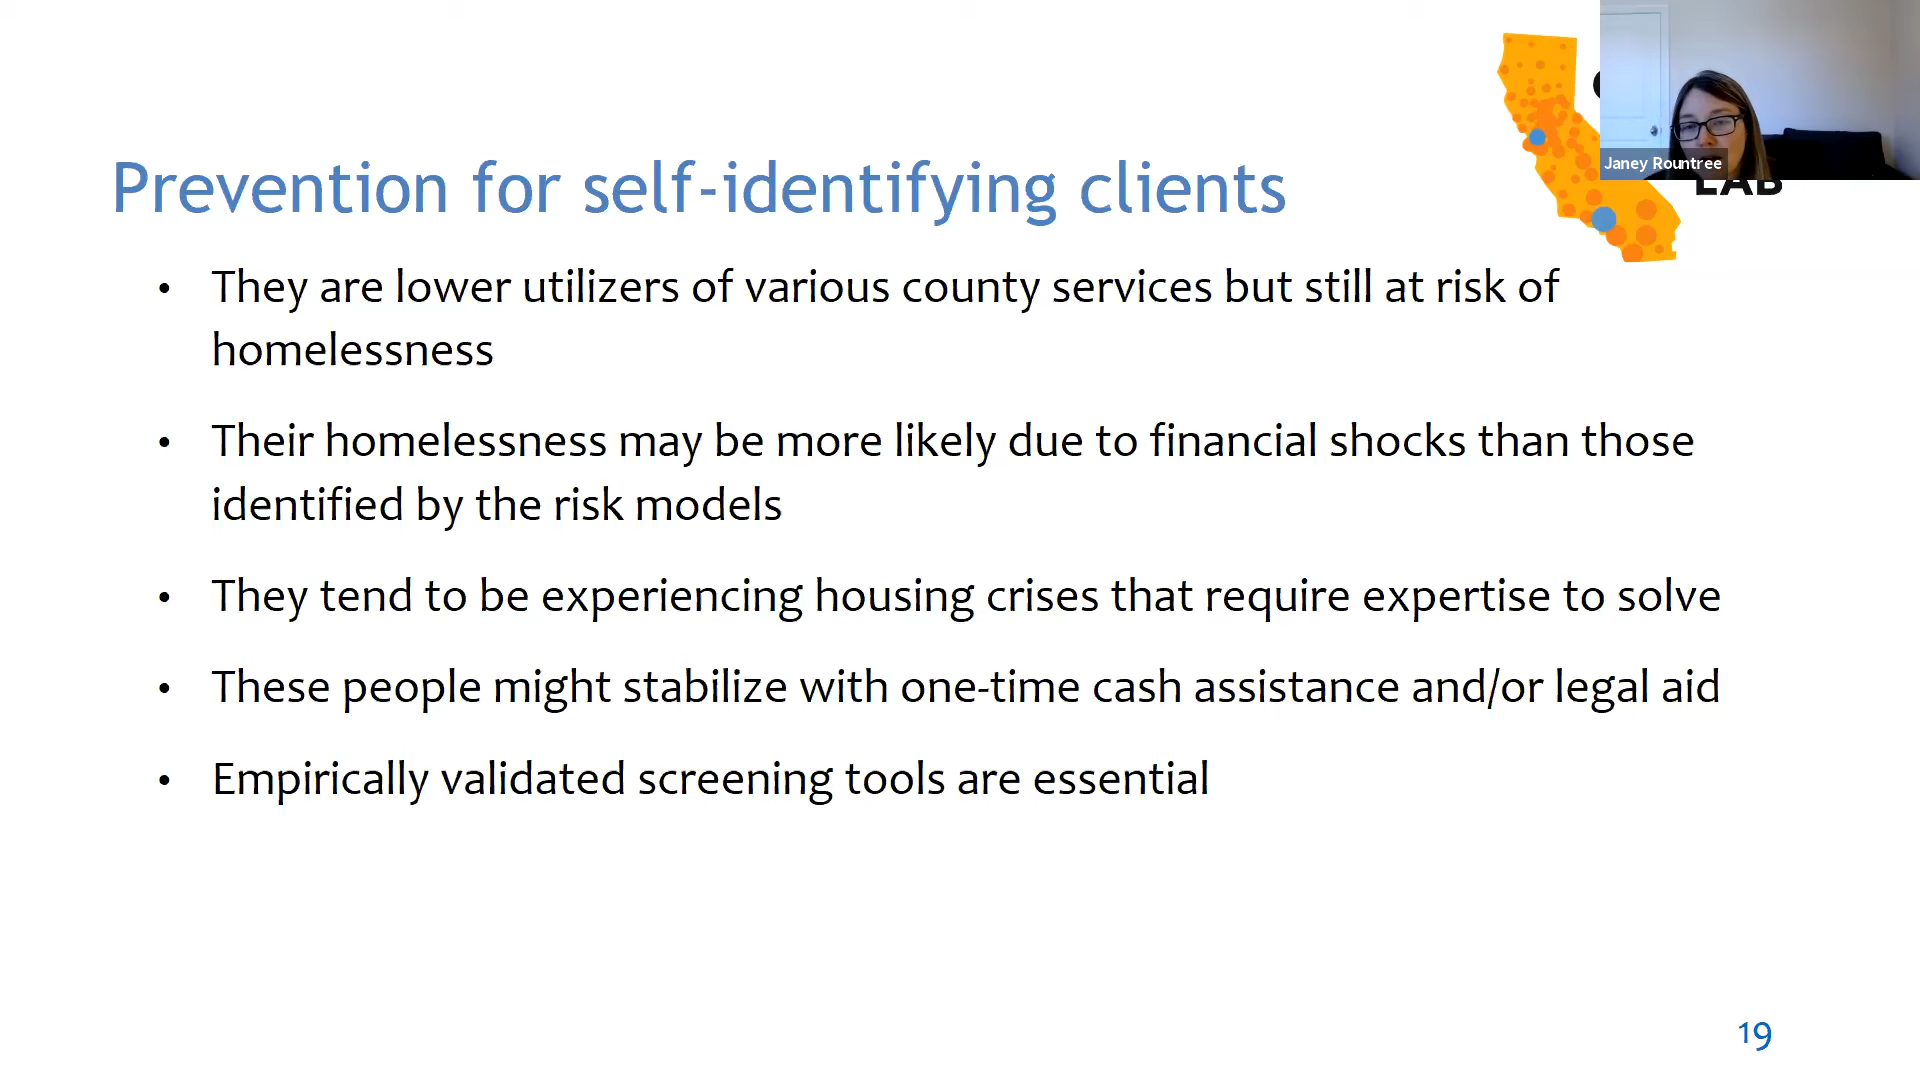 Janey Rountree
LAB
Prevention for self-identifying clients
• They are lower utilizers of various county services but still at risk of
homelessness
• Their homelessness may be more likely due to financial shocks than those
identified by the risk models
• They tend to be experiencing housing crises that require expertise to solve
• These people might stabilize with one-time cash assistance and/or legal aid
• Empirically validated screening tools are essential
19